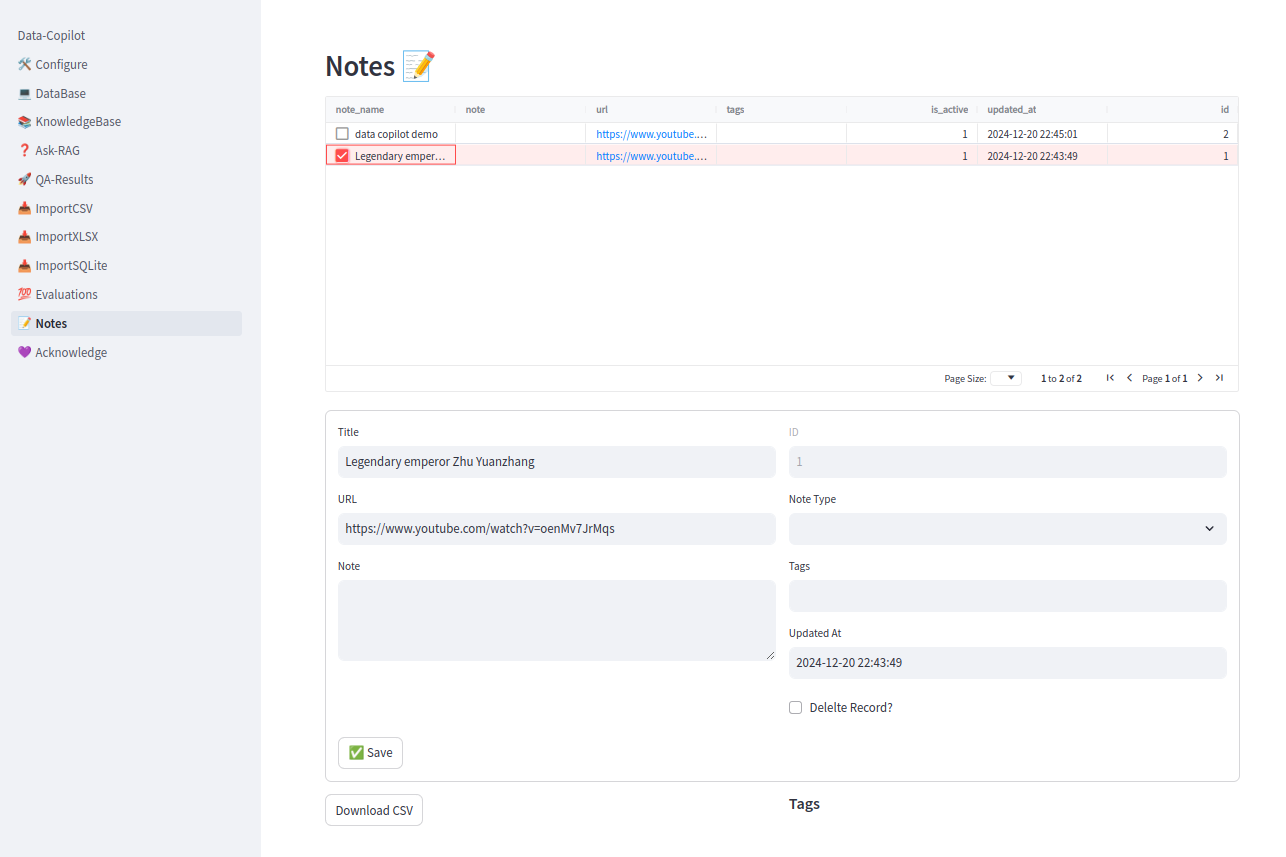 Data-Copilot
🛠️ Configure
💻 DataBase
📚 KnowledgeBase
❓ Ask-RAG
🚀 QA-Results
📥 ImportCSV
📥 ImportXLSX
📥 ImportSQLite
💯 Evaluations
📝 Notes
💜 Acknowledge
Notes 📝
note_name note url tags is_active updated_at id
data copilot demo https://www.youtube.... 1 2024-12-20 22:45:01 2
Legendary emper... https://www.youtube.... 1 2024-12-20 22:43:49 1
Page Size: 1 to 2 of 2 Page 1 of 1
Title
Legendary emperor Zhu Yuanzhang
URL
https://www.youtube.com/watch?v=oenMv7JrMqs
Note
ID
1
Note Type
Tags
Updated At
2024-12-20 22:43:49
Delelte Record?
✅ Save
Download CSV
Tags